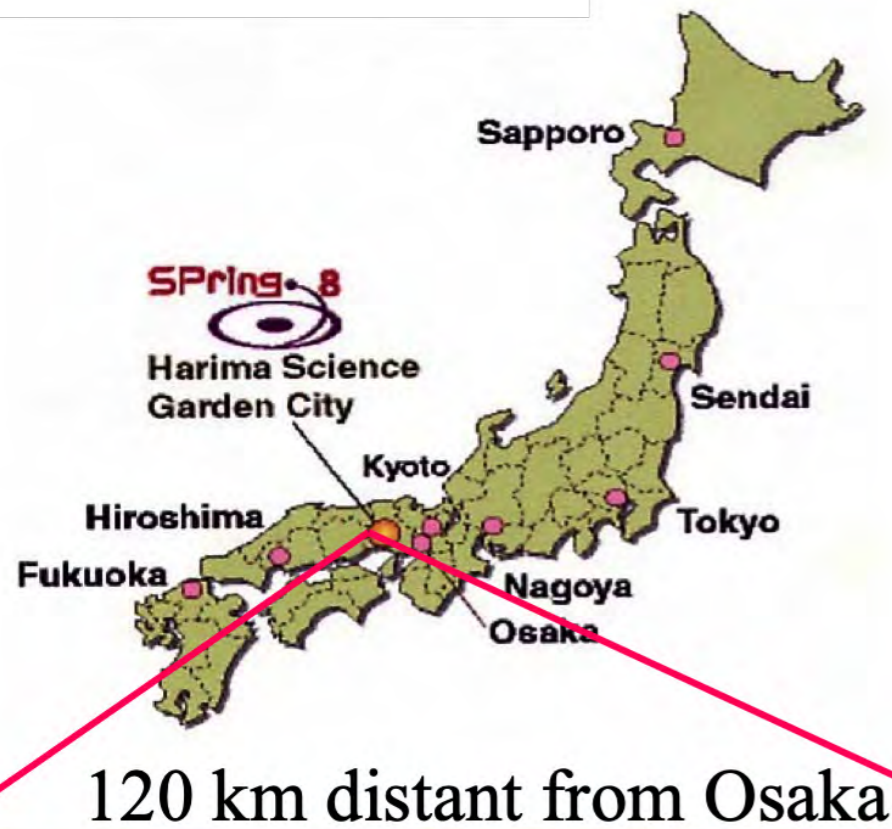 Sapporo
SPring-8
Harima Science
Garden City
Sendai
Kyoto
Hiroshima
Tokyo
Fukuoka
Nagoya
Osaka
120 km distant from Osaka